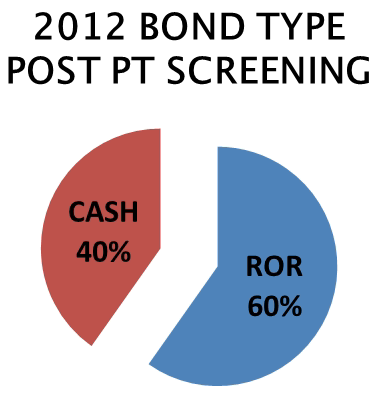 2012 BOND TYPE
POST PT SCREENING
CASH
40%
ROR
60%